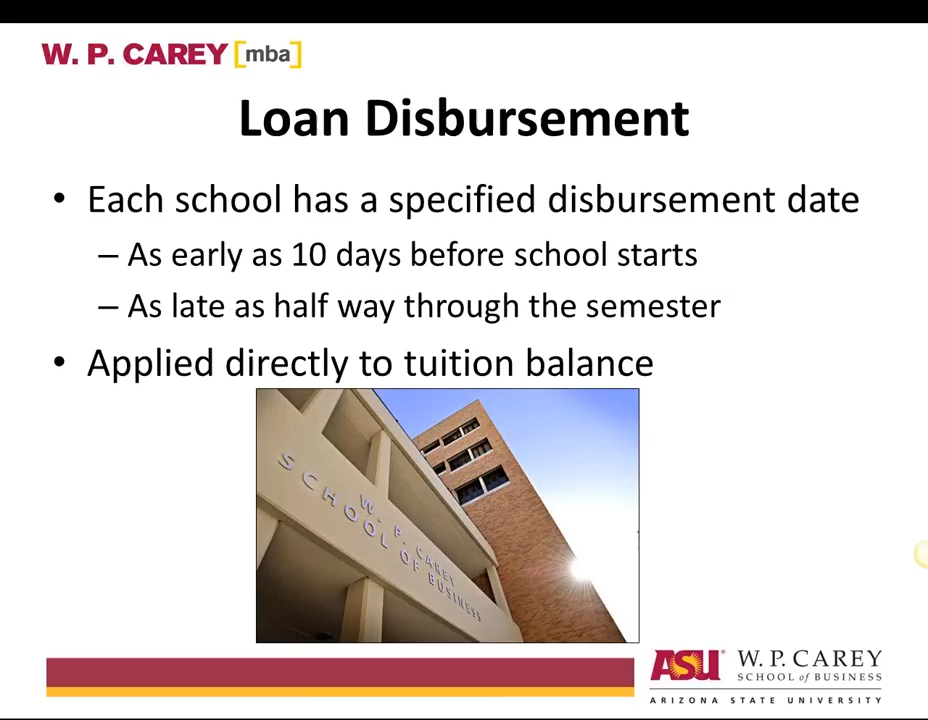 W. P. CAREY [mba]
Loan Disbursement
• Each school has a specified disbursement date
– As early as 10 days before school starts
– As late as half way through the semester
• Applied directly to tuition balance
W. P. CAREY
SCHOOL OF BUSINESS
ASU W. P. CAREY
SCHOOL of BUSINESS
ARIZONA STATE UNIVERSITY